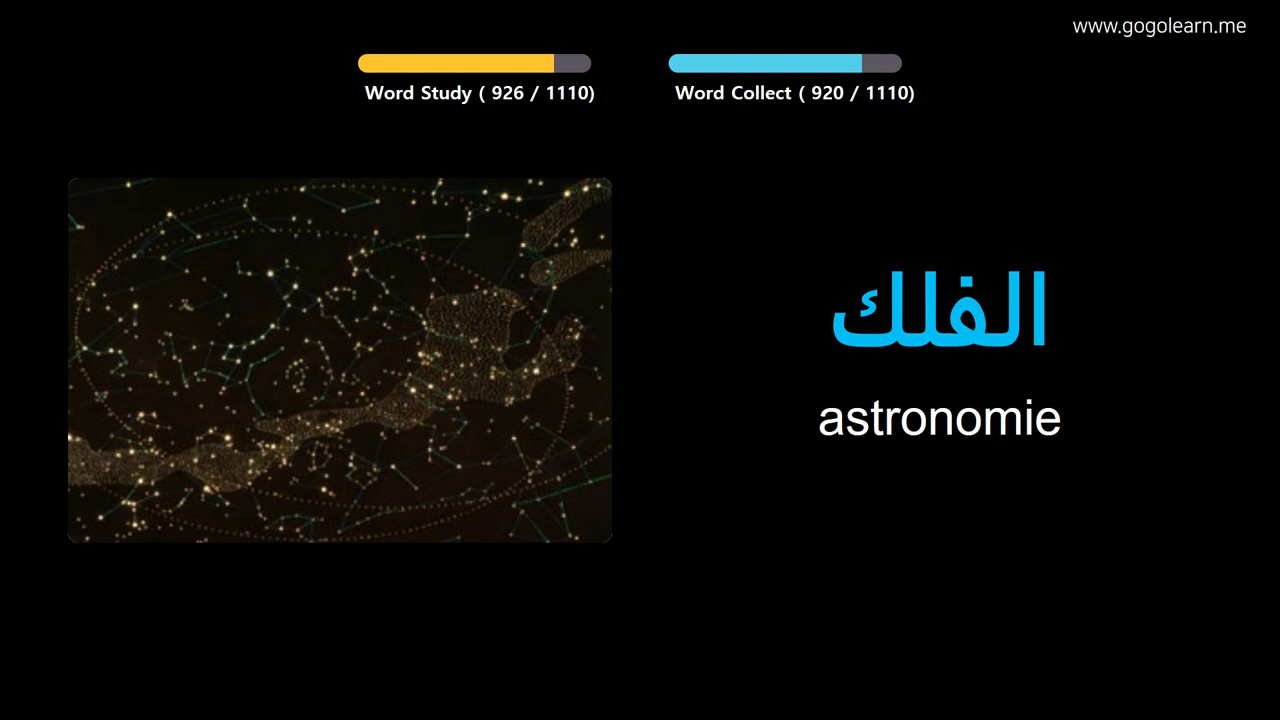 www.gogolearn.me
Word Study ( 926 / 1110)
Word Collect ( 920 / 1110)
الفلك
astronomie